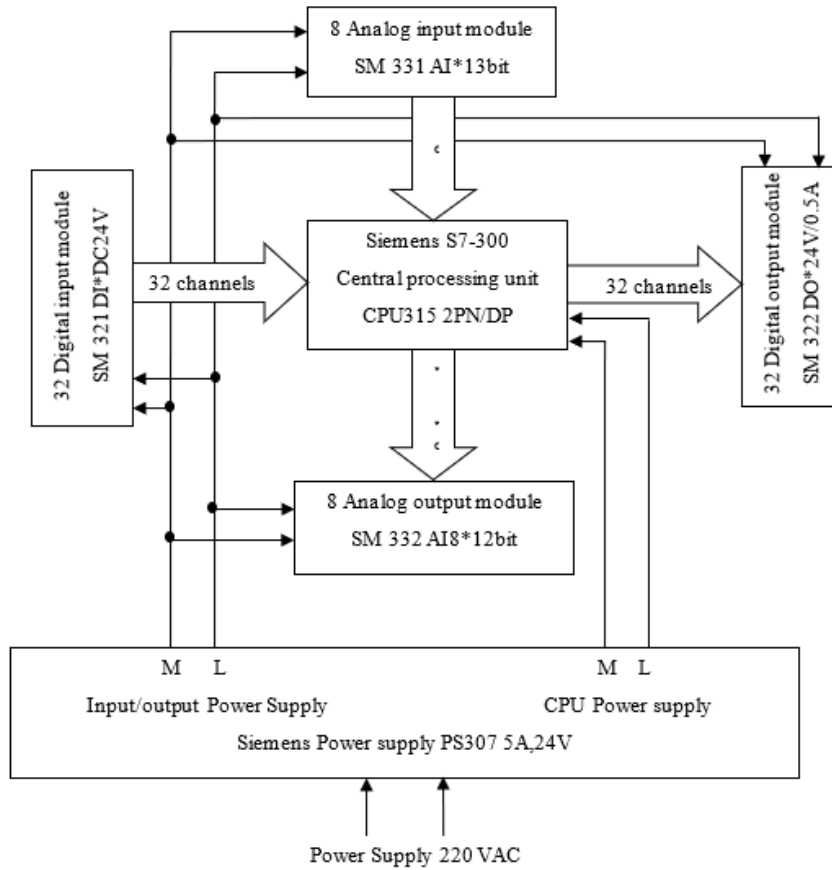 8 Analog input module
SM 331 AI*13bit
32 Digital input module
SM 321 DI*DC24V
32 channels
Siemens S7-300
Central processing unit
CPU315 2PN/DP
32 channels
32 Digital output module
SM 322 DO*24V/0.5A
8 Analog output module
SM 332 AI8*12bit
M L
M L
Input/output Power Supply
CPU Power supply
Siemens Power supply PS307 5A,24V
Power Supply 220 VAC